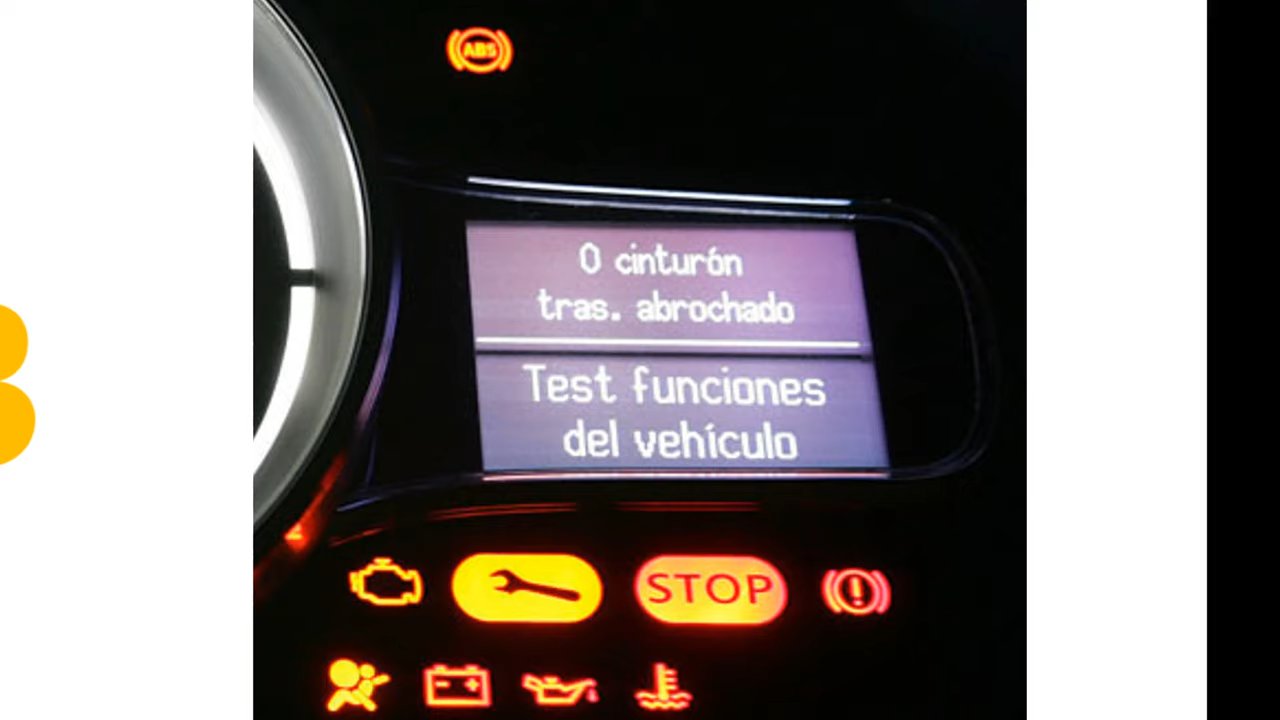 ABS
0 cinturón
tras. abrochado
Test funciones
del vehículo
STOP